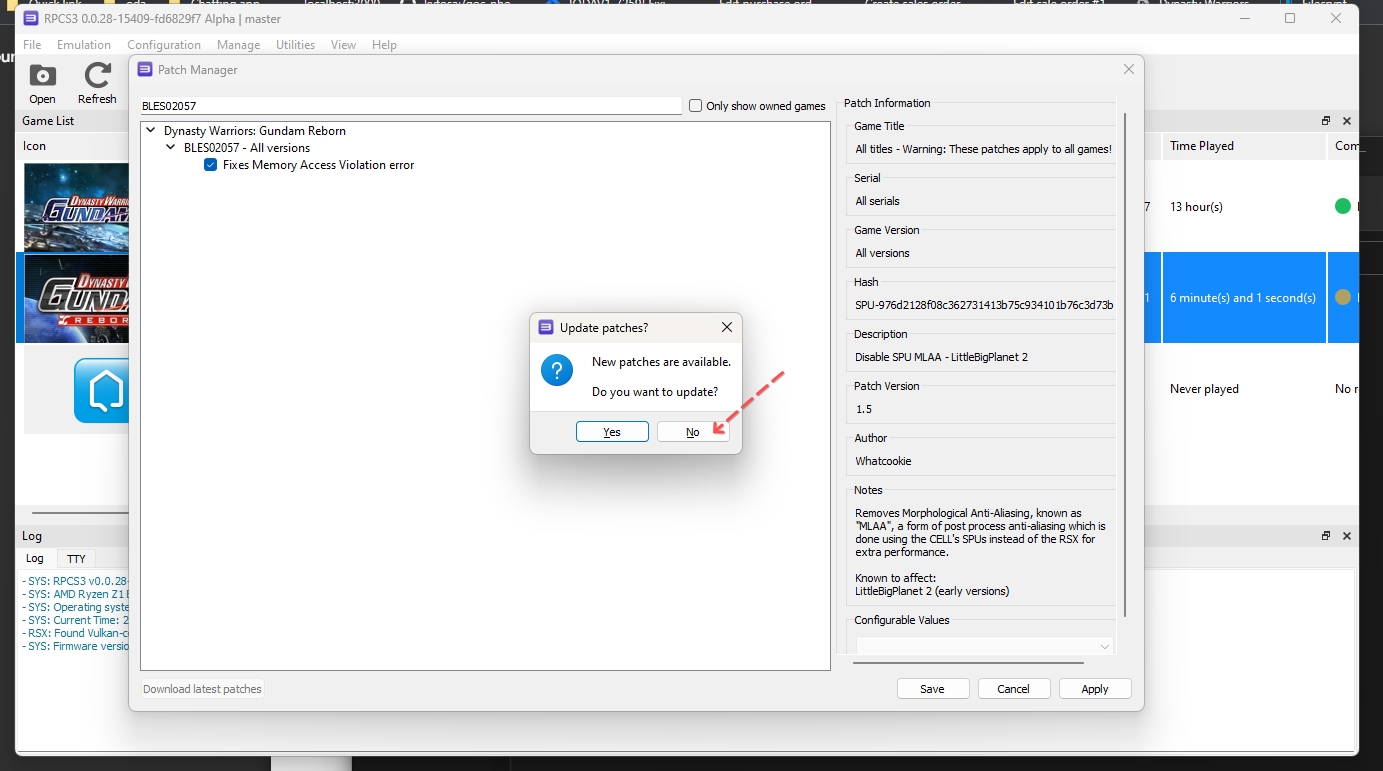 RPCS3 0.0.28-15409-fd6829f7 Alpha | master
File Emulation Configuration Manage Utilities View Help
Open
Refresh
Game List
Icon
DYNASTY WARRI
GUNDAM
DYNASTY
GUND
REBOR
Time Played
Com
7
13 hour(s)
1
6 minute(s) and 1 second(s)
Never played
No r
Patch Manager
BLES02057
Only show owned games
Dynasty Warriors: Gundam Reborn
BLES02057 - All versions
Fixes Memory Access Violation error
Patch Information
Game Title
All titles - Warning: These patches apply to all games!
Serial
All serials
Game Version
All versions
Hash
SPU-976d2128f08c362731413b75c934101b76c3d73b
Description
Disable SPU MLAA - LittleBigPlanet 2
Patch Version
1.5
Author
Whatcookie
Notes
Removes Morphological Anti-Aliasing, known as
"MLAA", a form of post process anti-aliasing which is
done using the CELL's SPUs instead of the RSX for
extra performance.
Known to affect:
LittleBigPlanet 2 (early versions)
Configurable Values
Update patches?
New patches are available.
Do you want to update?
Yes
No
Download latest patches
Save
Cancel
Apply
Log
Log TTY
- SYS: RPCS3 v0.0.28-
- SYS: AMD Ryzen Z1 E
- SYS: Operating syste
- SYS: Current Time: 2
- RSX: Found Vulkan-c
- SYS: Firmware versio